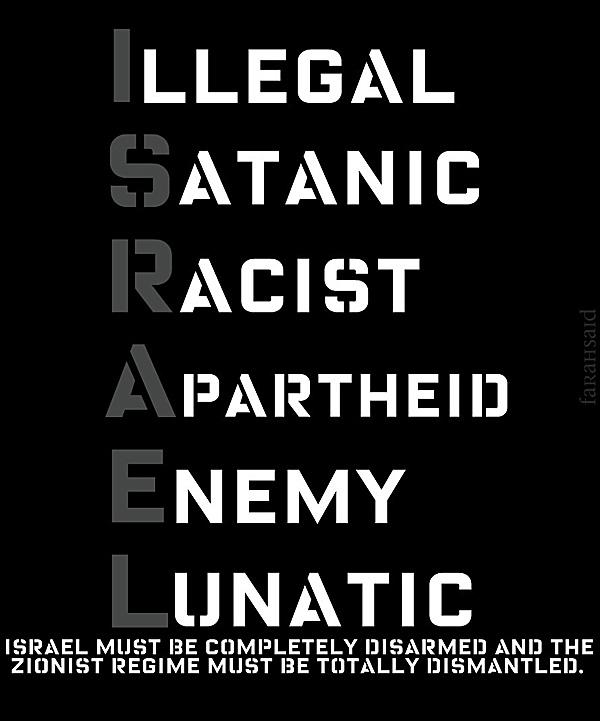 ILLEGAL
SATANIC
RACIST
APARTHEID
ENEMY
LUNATIC
ISRAEL MUST BE COMPLETELY DISARMED AND THE
ZIONIST REGIME MUST BE TOTALLY DISMANTLED.
faRaHsaID